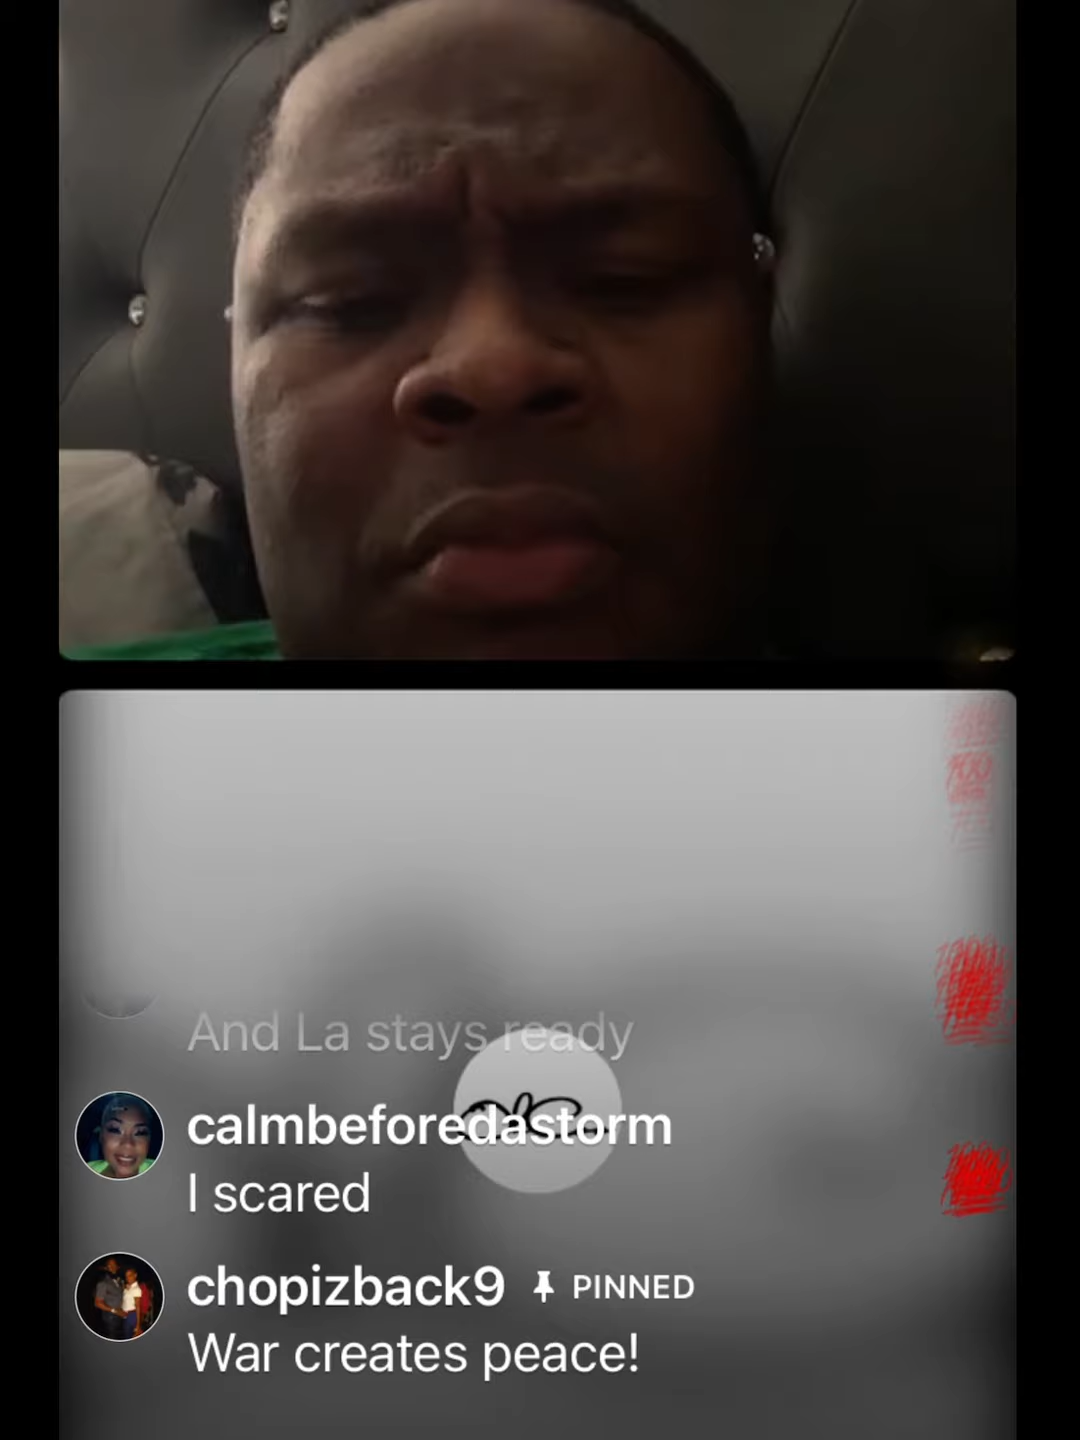 And La stays ready
calmbeforedastorm
I scared
chopizback9 PINNED
War creates peace!